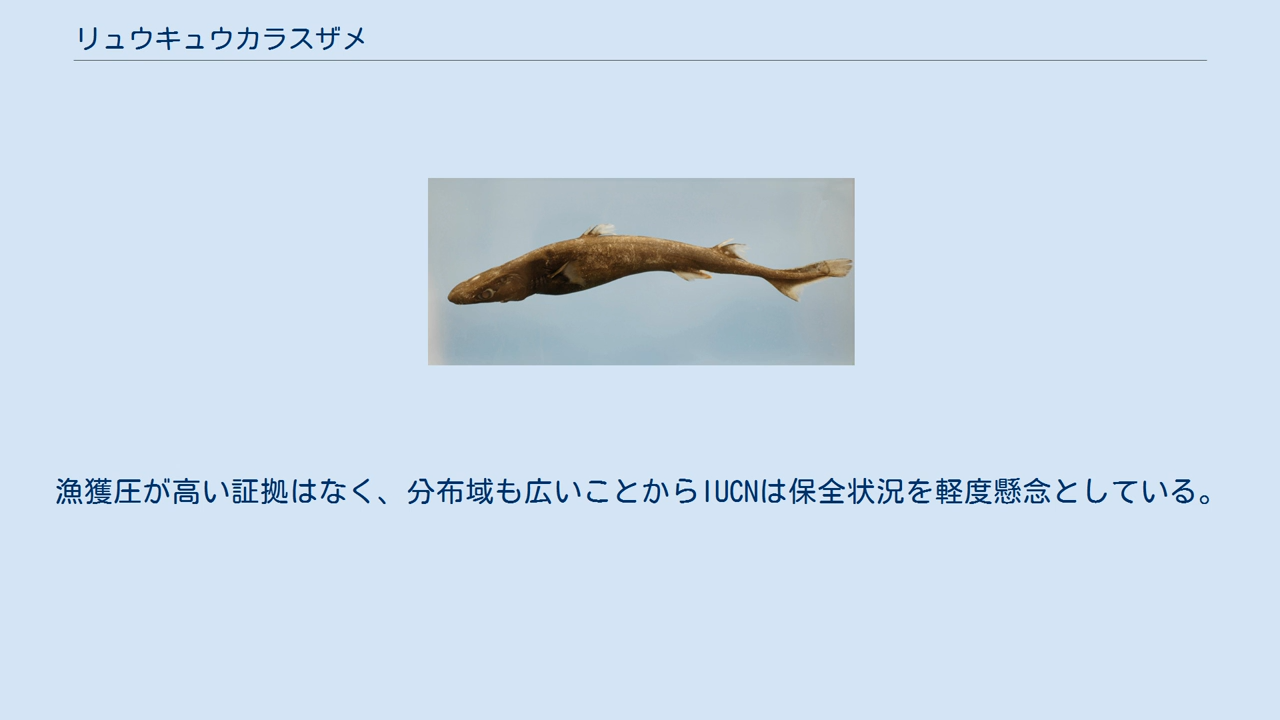 リュウキュウカラスザメ
漁獲圧が高い証拠はなく、分布域も広いことからIUCNは保全状況を軽度懸念としている。